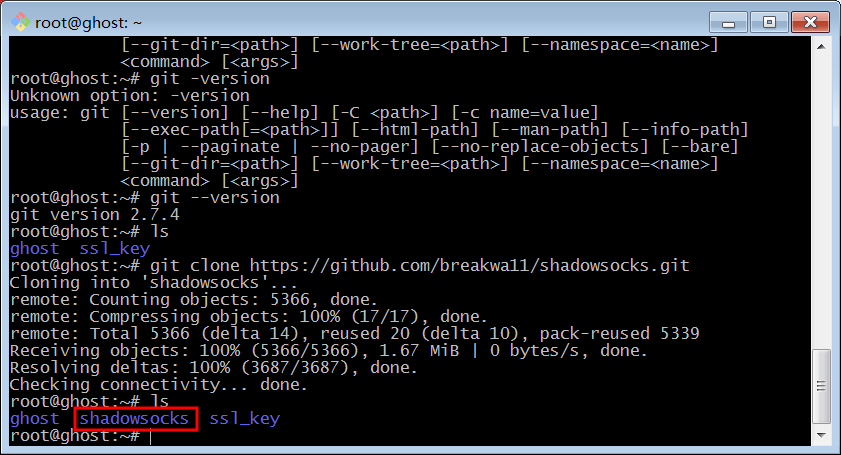 root@ghost: ~
[--git-dir=<path>] [--work-tree=<path>] [--namespace=<name>]
<command> [<args>]
root@ghost:~# git -version
Unknown option: -version
usage: git [--version] [--help] [-C <path>] [-c name=value]
[--exec-path[=<path>]] [--html-path] [--man-path] [--info-path]
[-p | --paginate | --no-pager] [--no-replace-objects] [--bare]
[--git-dir=<path>] [--work-tree=<path>] [--namespace=<name>]
<command> [<args>]
root@ghost:~# git --version
git version 2.7.4
root@ghost:~# ls
ghost  ssl_key
root@ghost:~# git clone https://github.com/breakwa11/shadowsocks.git
Cloning into 'shadowsocks'...
remote: Counting objects: 5366, done.
remote: Compressing objects: 100% (17/17), done.
remote: Total 5366 (delta 14), reused 20 (delta 10), pack-reused 5339
Receiving objects: 100% (5366/5366), 1.67 MiB | 0 bytes/s, done.
Resolving deltas: 100% (3687/3687), done.
Checking connectivity... done.
root@ghost:~# ls
ghost  shadowsocks  ssl_key
root@ghost:~#